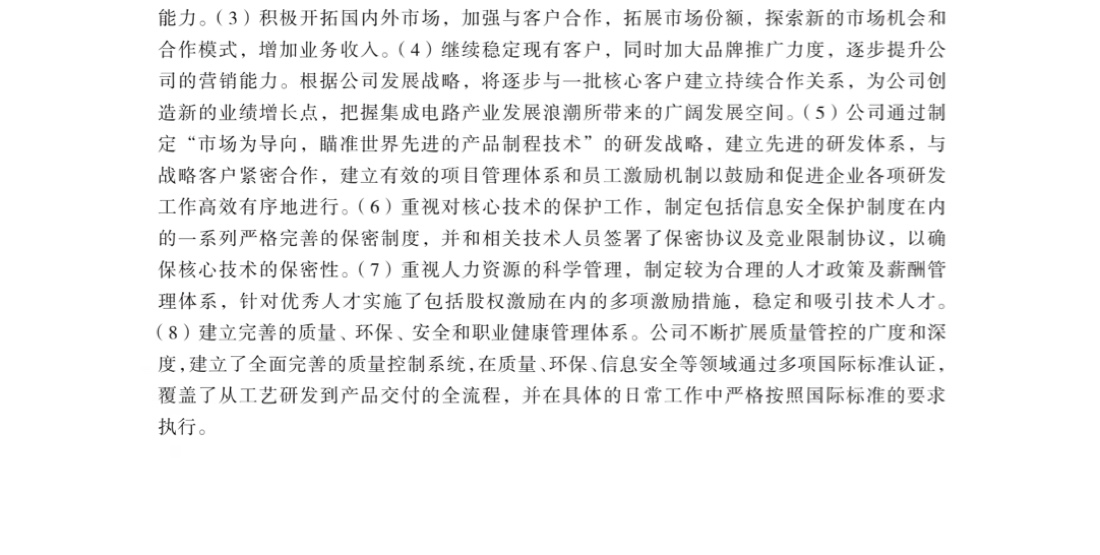 能力。（3）积极开拓国内外市场，加强与客户合作，拓展市场份额，探索新的市场机会和
合作模式，增加业务收入。（4）继续稳定现有客户，同时加大品牌推广力度，逐步提升公
司的营销能力。根据公司发展战略，将逐步与一批核心客户建立持续合作关系，为公司创
造新的业绩增长点，把握集成电路产业发展浪潮所带来的广阔发展空间。（5）公司通过制
定“市场为导向，瞄准世界先进的产品制程技术”的研发战略，建立先进的研发体系，与
战略客户紧密合作，建立有效的项目管理体系和员工激励机制以鼓励和促进企业各项研发
工作高效有序地进行。（6）重视对核心技术的保护工作，制定包括信息安全保护制度在内
的一系列严格完善的保密制度，并和相关技术人员签署了保密协议及竞业限制协议，以确
保核心技术的保密性。（7）重视人力资源的科学管理，制定较为合理的人才政策及薪酬管
理体系，针对优秀人才实施了包括股权激励在内的多项激励措施，稳定和吸引技术人才。
（8）建立完善的质量、环保、安全和职业健康管理体系。公司不断扩展质量管控的广度和深
度，建立了全面完善的质量控制系统，在质量、环保、信息安全等领域通过多项国际标准认证，
覆盖了从工艺研发到产品交付的全流程，并在具体的日常工作中严格按照国际标准的要求
执行。